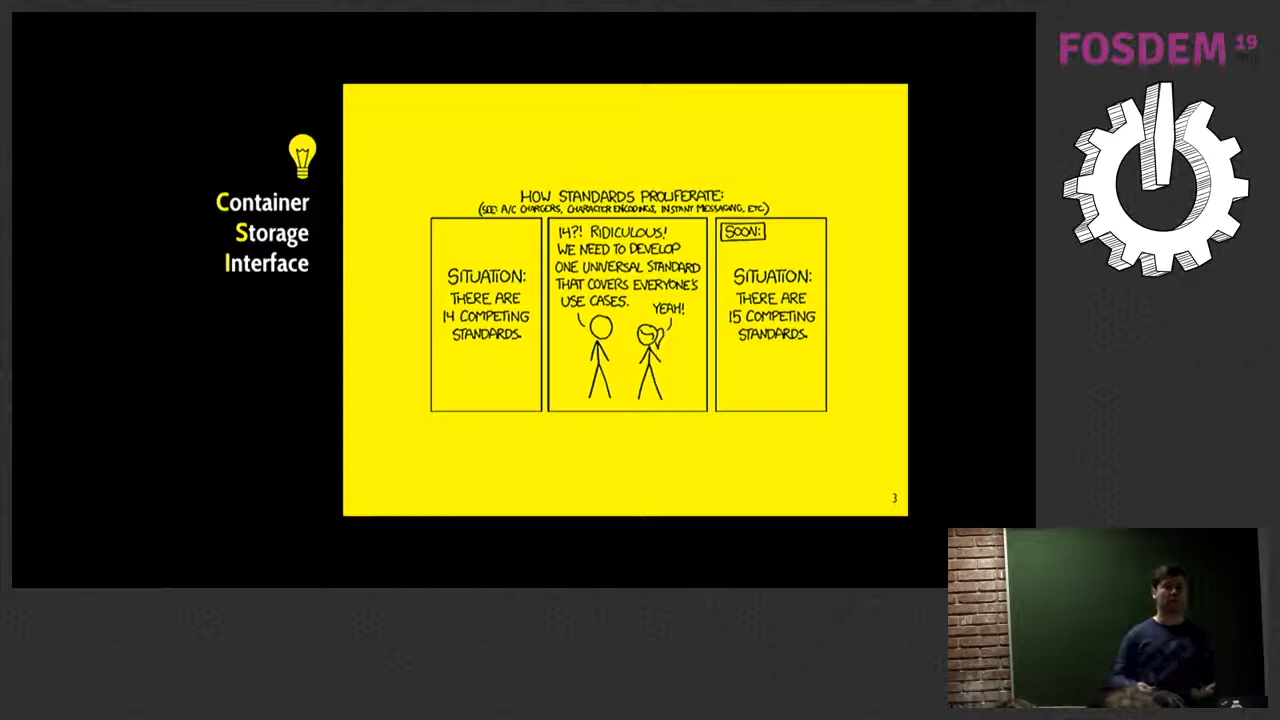 FOSDEM 19
Container
Storage
Interface
HOW STANDARDS PROLIFERATE:
(SEE: A/C CHARGERS, CHARACTER ENCODINGS, INSTANT MESSAGING, ETC.)
SITUATION:
THERE ARE
14 COMPETING
STANDARDS.
14?! RIDICULOUS!
WE NEED TO DEVELOP
ONE UNIVERSAL STANDARD
THAT COVERS EVERYONE'S
USE CASES.
YEAH!
SOON:
SITUATION:
THERE ARE
15 COMPETING
STANDARDS.
3